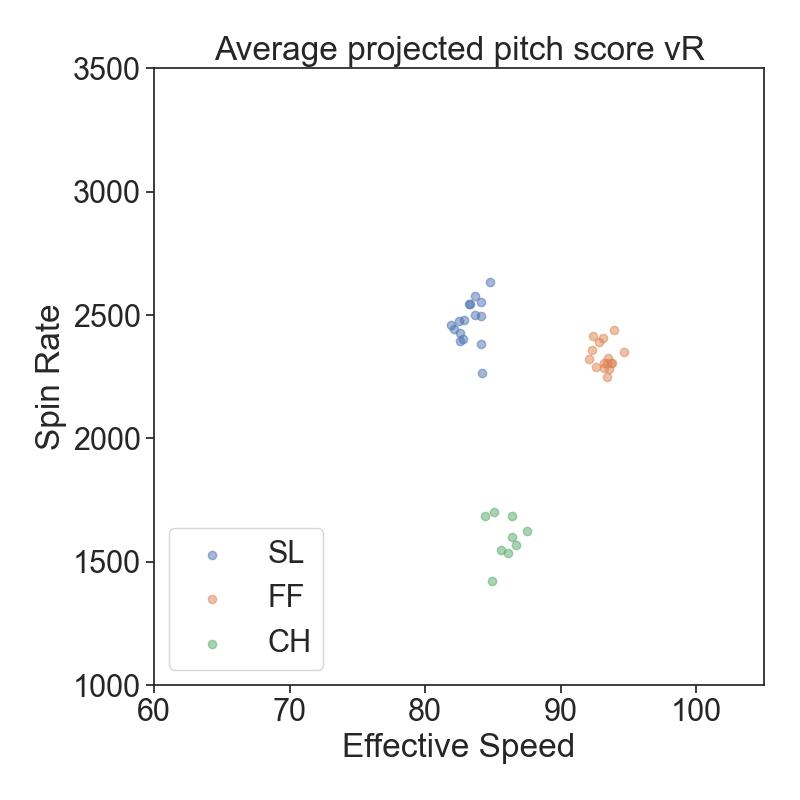 Average projected pitch score vR
3500
3000
2500
2000
1500
1000
Spin Rate
SL
FF
CH
60 70 80 90 100
Effective Speed